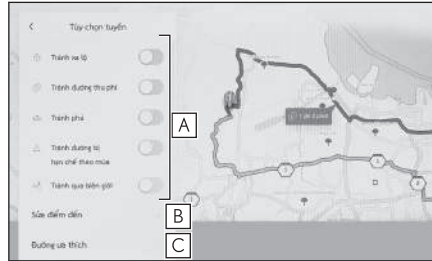 Tùy chọn tuyến
Tránh xa lộ
Tránh đường thu phí
Tránh phà
A
Tránh đường bị
hạn chế theo mùa
Tránh qua biên giới
Sửa điểm đến
B
Đường ưa thích
C